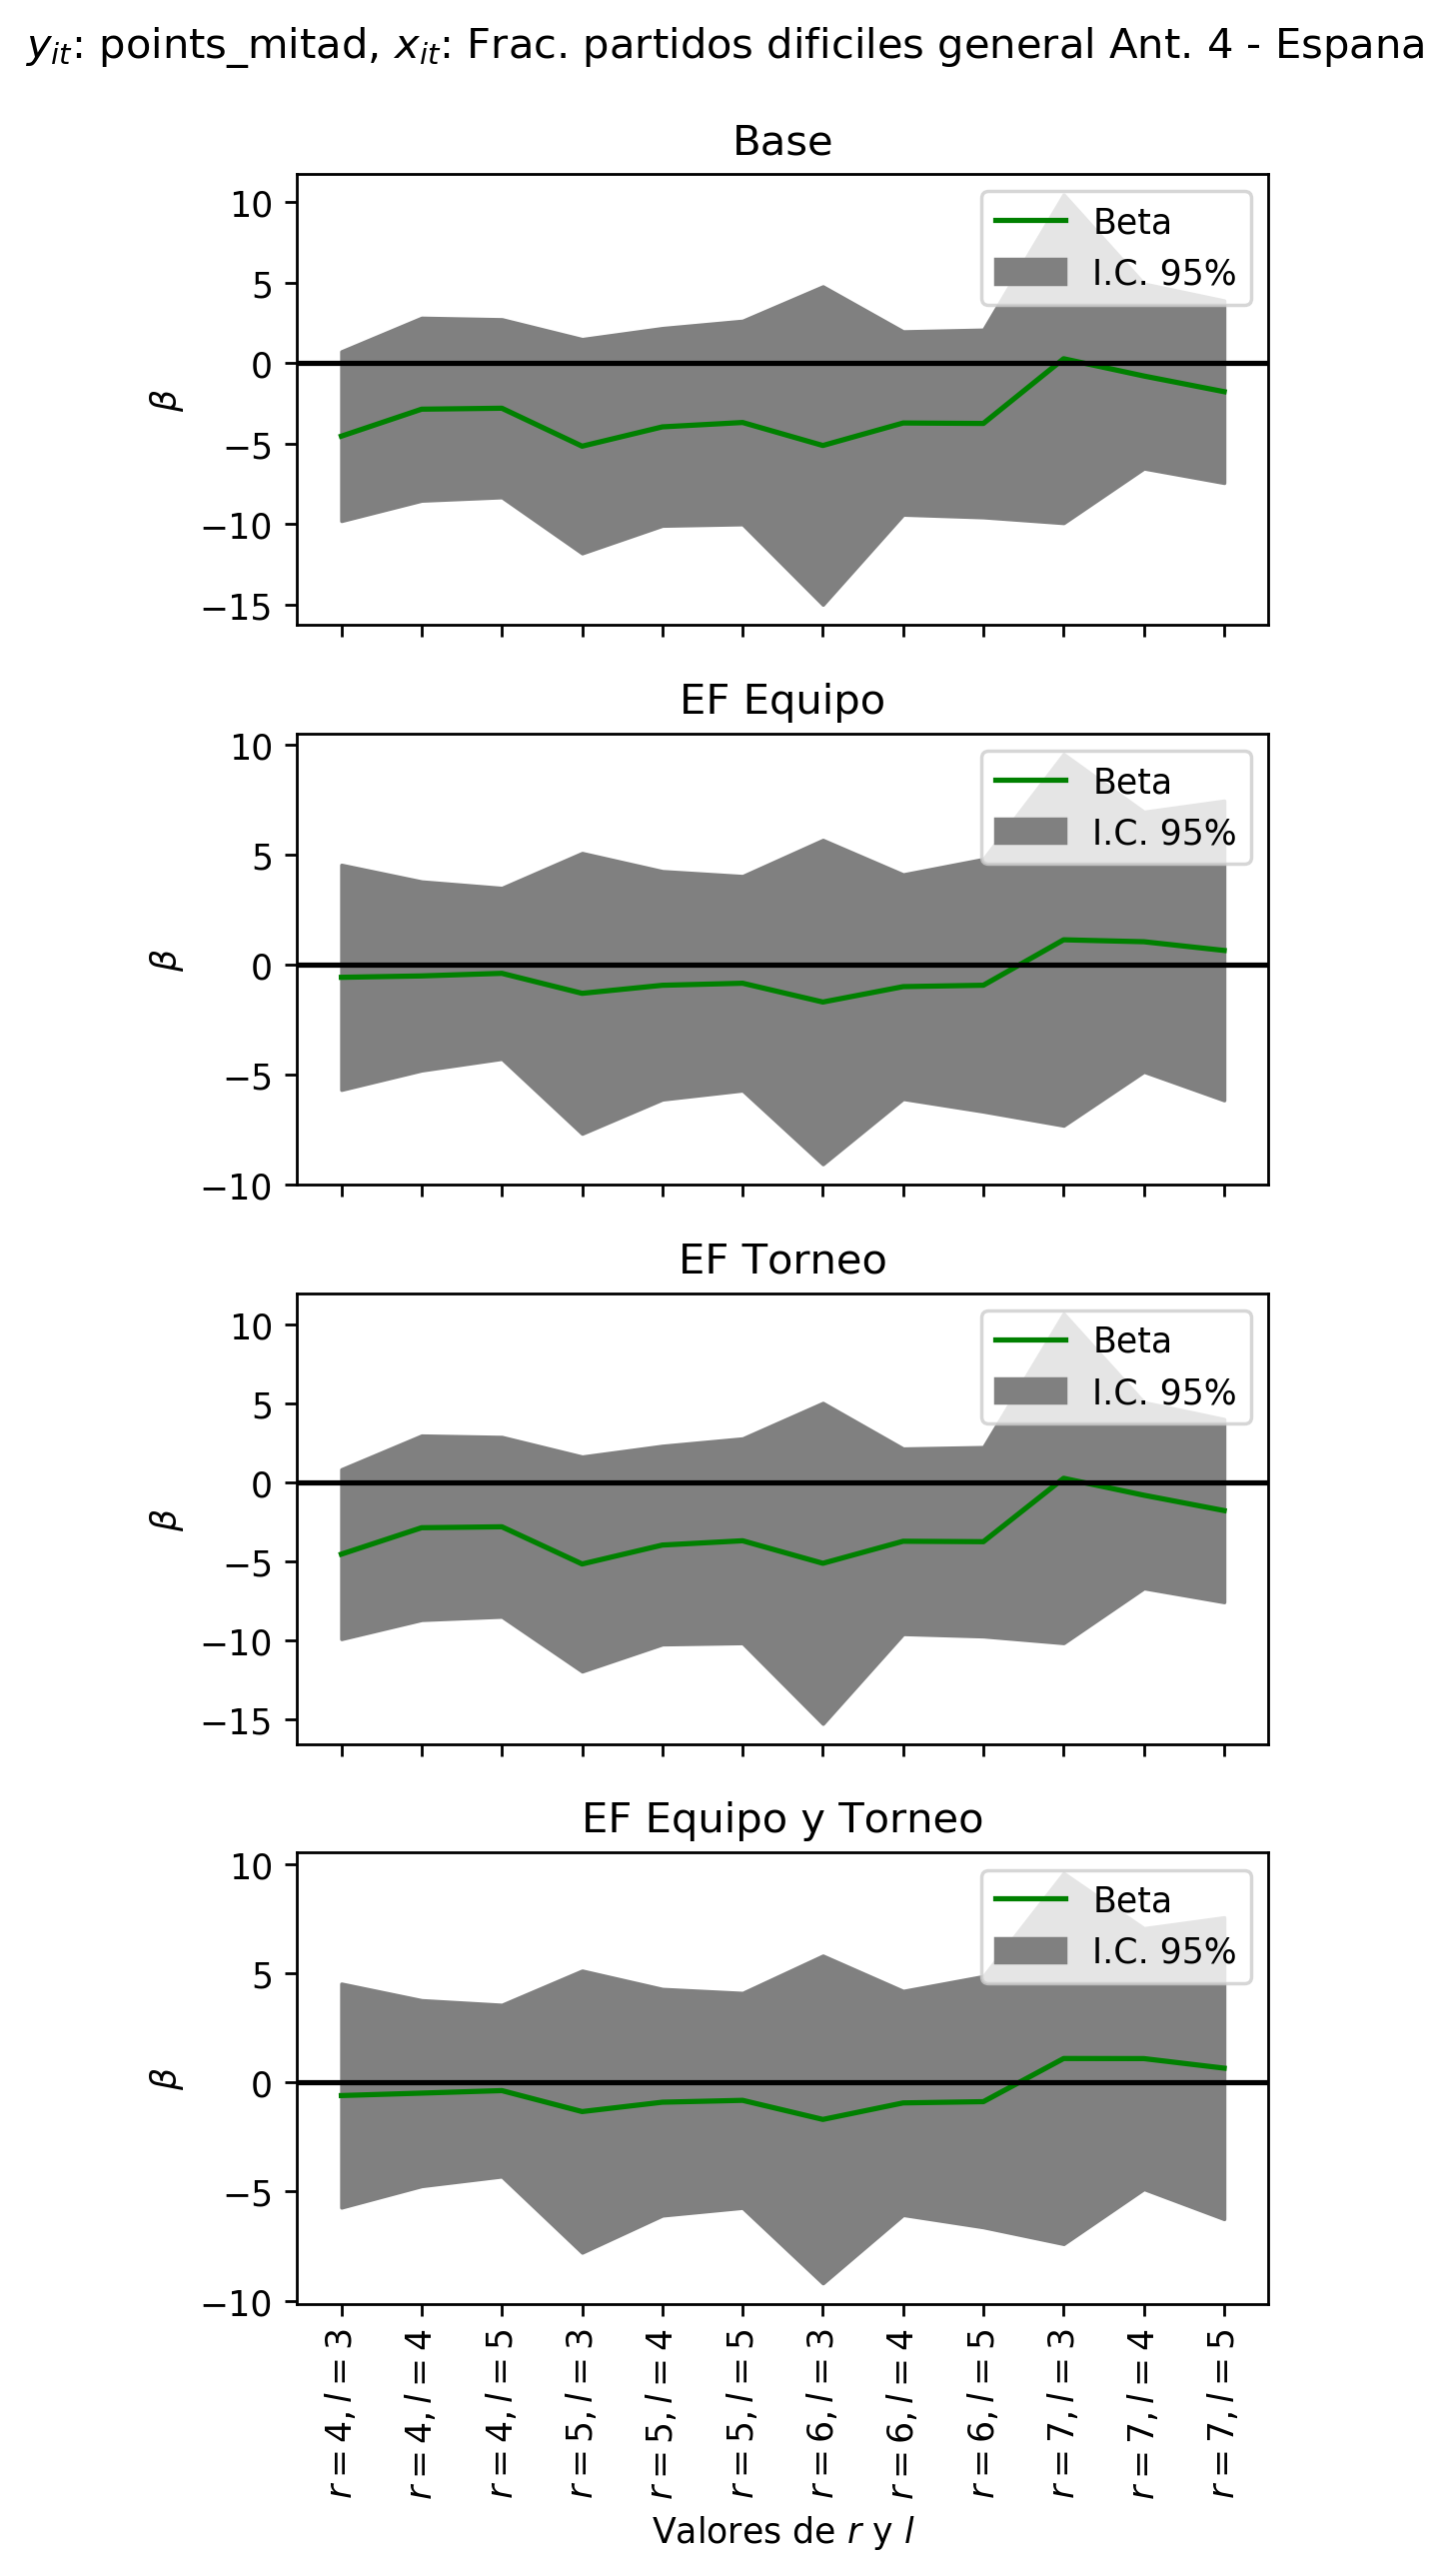 y_it: points_mitad, x_it: Frac. partidos dificiles general Ant. 4 - Espana
Base
10
5
0
−5
−10
−15
β
Beta
I.C. 95%
EF Equipo
10
5
0
−5
−10
β
Beta
I.C. 95%
EF Torneo
10
5
0
−5
−10
−15
β
Beta
I.C. 95%
EF Equipo y Torneo
10
5
0
−5
−10
β
Beta
I.C. 95%
r = 4, l = 3
r = 4, l = 4
r = 4, l = 5
r = 5, l = 3
r = 5, l = 4
r = 5, l = 5
r = 6, l = 3
r = 6, l = 4
r = 6, l = 5
r = 7, l = 3
r = 7, l = 4
r = 7, l = 5
Valores de r y l